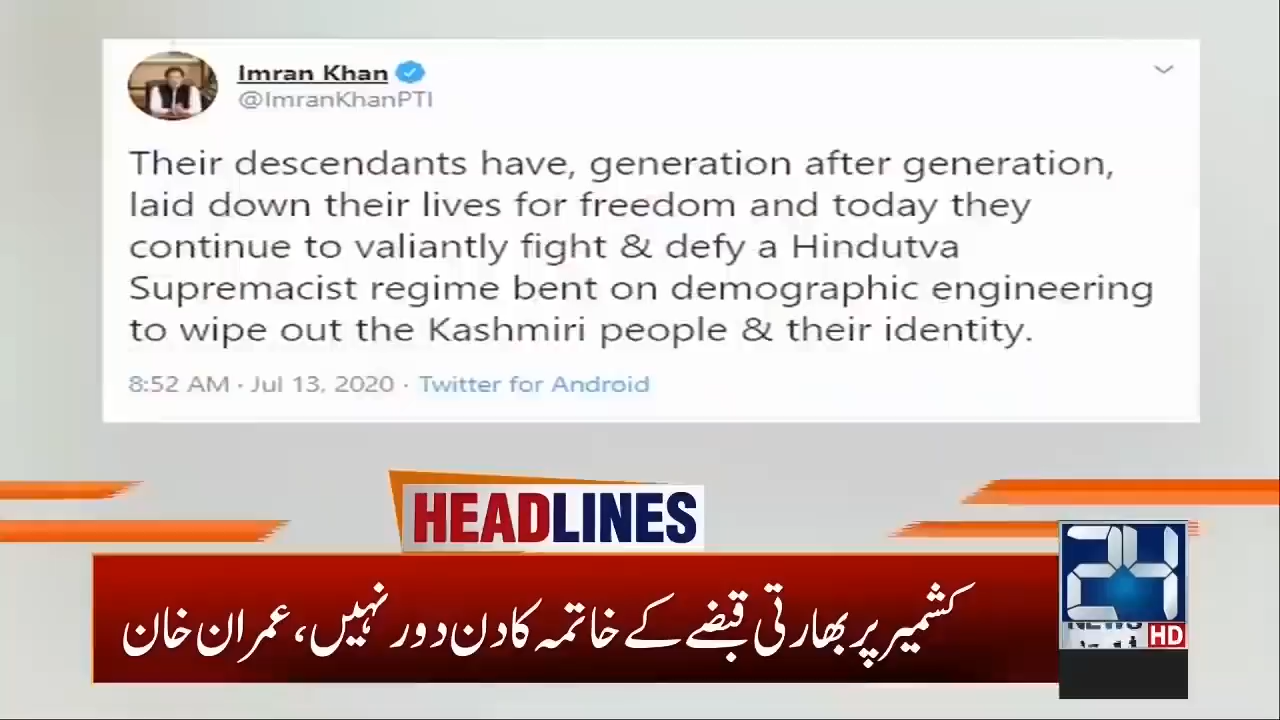 Imran Khan
@ImranKhanPTI
Their descendants have, generation after generation,
laid down their lives for freedom and today they
continue to valiantly fight & defy a Hindutva
Supremacist regime bent on demographic engineering
to wipe out the Kashmiri people & their identity.
8:52 AM · Jul 13, 2020 · Twitter for Android
HEADLINES
کشمیر پر بھارتی قبضے کے خاتمہ کا دن دور نہیں، عمران خان
24
NEWS
HD